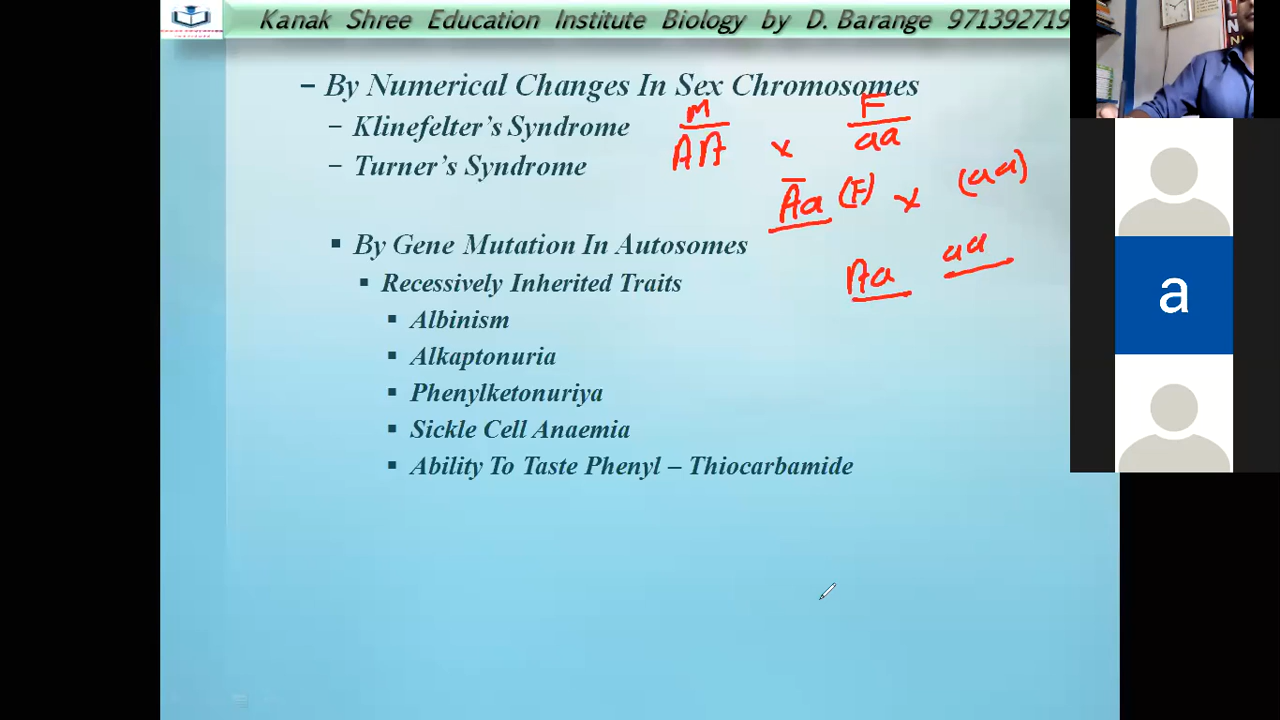 Kanak Shree Education Institute Biology by D. Barange 971392719
– By Numerical Changes In Sex Chromosomes
– Klinefelter's Syndrome
– Turner's Syndrome
M F
AA x aa
Aa (F) x (aa)
Aa aa
▪ By Gene Mutation In Autosomes
▪ Recessively Inherited Traits
▪ Albinism
▪ Alkaptonuria
▪ Phenylketonuriya
▪ Sickle Cell Anaemia
▪ Ability To Taste Phenyl – Thiocarbamide
a